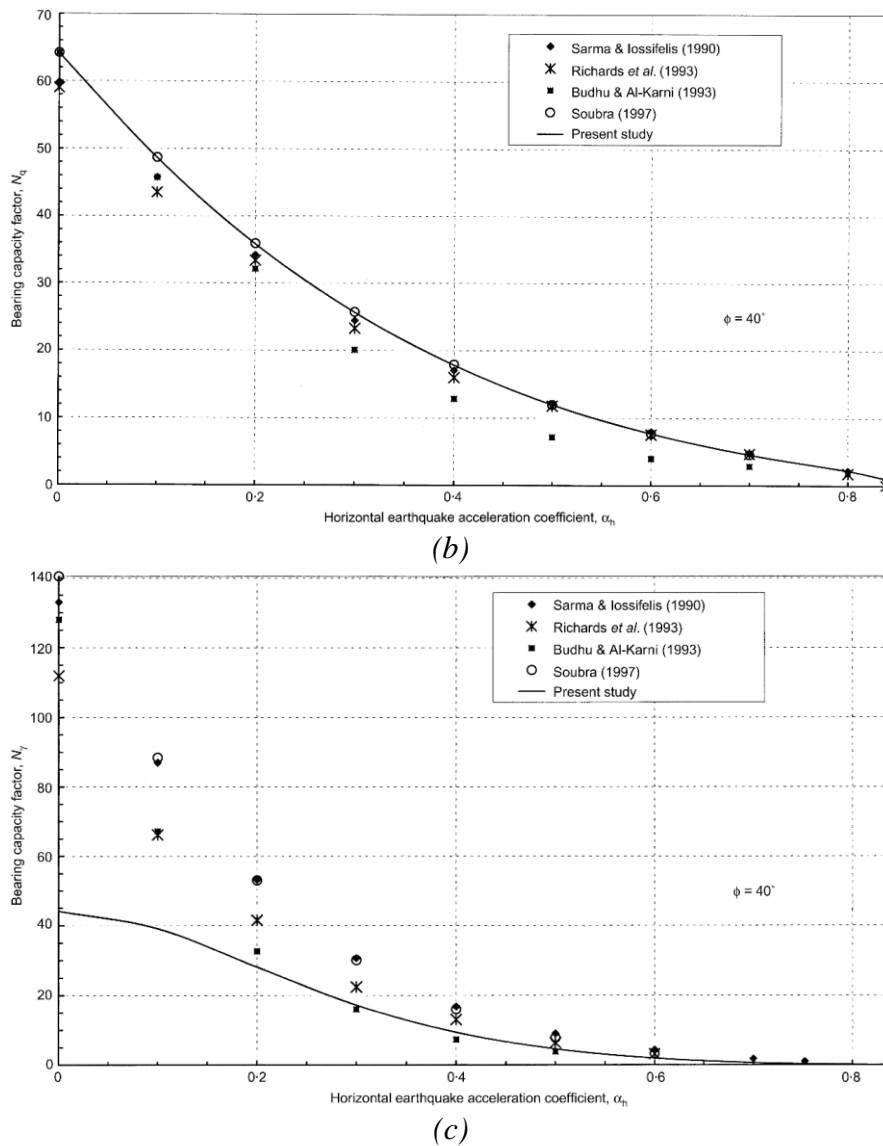 70
60
50
40
30
20
10
0
Bearing capacity factor, Nq
Sarma & Iossifelis (1990)
Richards et al. (1993)
Budhu & Al-Karni (1993)
Soubra (1997)
Present study
ϕ = 40°
0 0·2 0·4 0·6 0·8
Horizontal earthquake acceleration coefficient, αh
(b)
140
120
100
80
60
40
20
0
Bearing capacity factor, Nγ
Sarma & Iossifelis (1990)
Richards et al. (1993)
Budhu & Al-Karni (1993)
Soubra (1997)
Present study
ϕ = 40°
0 0·2 0·4 0·6 0·8
Horizontal earthquake acceleration coefficient, αh
(c)